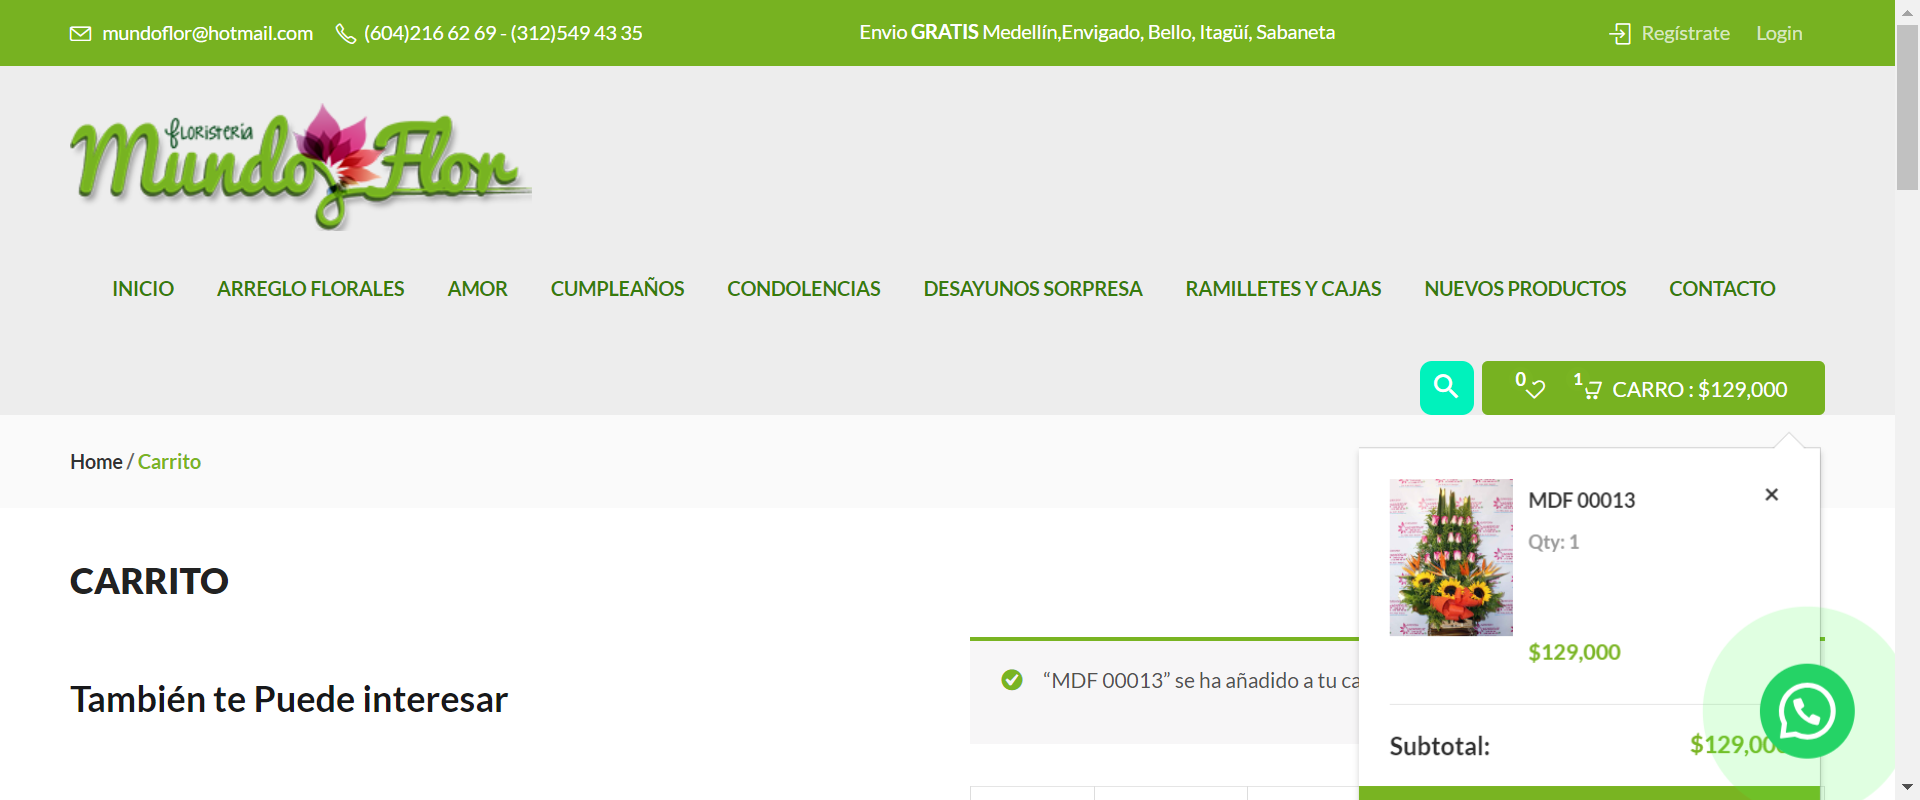 mundoflor@hotmail.com (604)216 62 69 - (312)549 43 35 Envio GRATIS Medellín,Envigado, Bello, Itagüí, Sabaneta Regístrate Login
floristeria
Mundo Flor
INICIO ARREGLO FLORALES AMOR CUMPLEAÑOS CONDOLENCIAS DESAYUNOS SORPRESA RAMILLETES Y CAJAS NUEVOS PRODUCTOS CONTACTO
0 1 CARRO : $129,000
Home / Carrito
MDF 00013
Qty: 1
$129,000
Subtotal: $129,00
CARRITO
También te Puede interesar
“MDF 00013” se ha añadido a tu ca